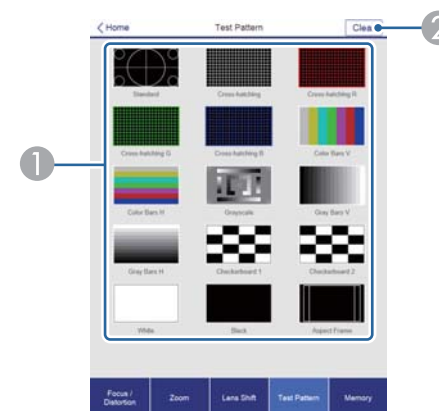 Home Test Pattern Clea
2
Standard Cross-hatching Cross-hatching R
1
Cross-hatching G Cross-hatching B Color Bars V
Color Bars H Grayscale Gray Bars V
Gray Bars H Checkerboard 1 Checkerboard 2
White Black Aspect Frame
Focus /
Distortion Zoom Lens Shift Test Pattern Memory